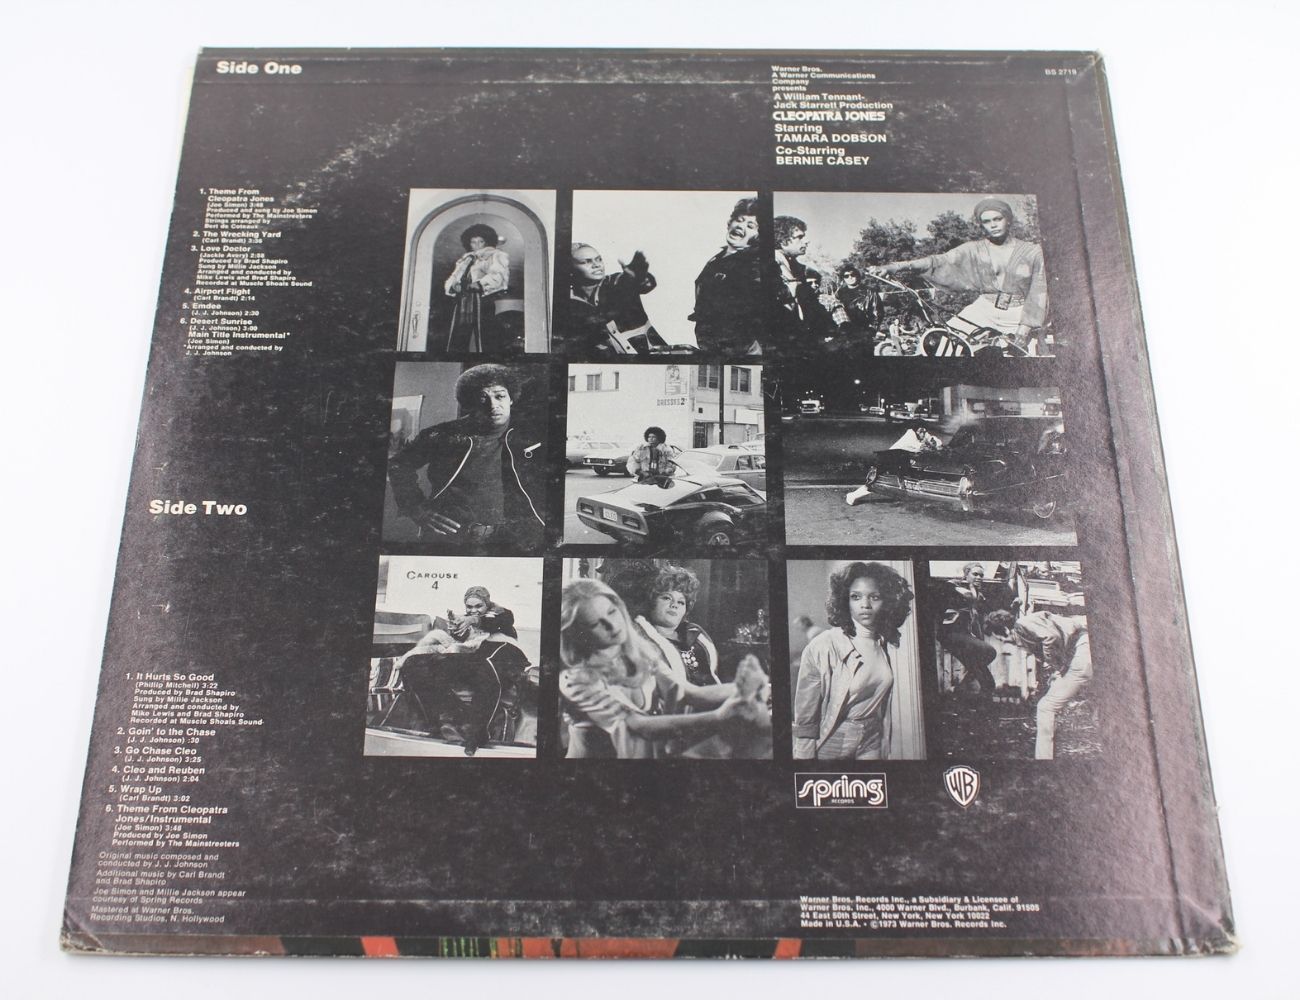 Side One
Warner Bros.
A Warner Communications
Company
presents
A William Tennant-
Jack Starrett Production
CLEOPATRA JONES
Starring
TAMARA DOBSON
Co-Starring
BERNIE CASEY
BS 2719
1. Theme From
Cleopatra Jones
(Joe Simon) 3:48
Produced and sung by Joe Simon
Performed by The Mainstreeters
Strings arranged by
Bert de Coteaux
2. The Wrecking Yard
(Carl Brandt) 3:36
3. Love Doctor
(Jackie Avery) 2:58
Produced by Brad Shapiro
Sung by Millie Jackson
Arranged and conducted by
Mike Lewis and Brad Shapiro
Recorded at Muscle Shoals Sound
4. Airport Flight
(Carl Brandt) 2:14
5. Emdee
(J. J. Johnson) 2:30
6. Desert Sunrise
(J. J. Johnson) 3:00
Main Title Instrumental*
(Joe Simon)
*Arranged and conducted by
J. J. Johnson
DRESSES 2
CAROUSE
4
Side Two
1. It Hurts So Good
(Phillip Mitchell) 3:22
Produced by Brad Shapiro
Sung by Millie Jackson
Arranged and conducted by
Mike Lewis and Brad Shapiro
Recorded at Muscle Shoals Sound
2. Goin' to the Chase
(J. J. Johnson) :30
3. Go Chase Cleo
(J. J. Johnson) 3:25
4. Cleo and Reuben
(J. J. Johnson) 2:04
5. Wrap Up
(Carl Brandt) 3:02
6. Theme From Cleopatra
Jones/Instrumental
(Joe Simon) 3:48
Produced by Joe Simon
Performed by The Mainstreeters
Original music composed and
conducted by J. J. Johnson
Additional music by Carl Brandt
and Brad Shapiro
Joe Simon and Millie Jackson appear
courtesy of Spring Records
Mastered at Warner Bros.
Recording Studios, N. Hollywood
spring
RECORDS
WB
Warner Bros. Records Inc., a Subsidiary & Licensee of
Warner Bros. Inc., 4000 Warner Blvd., Burbank, Calif. 91505
44 East 50th Street, New York, New York 10022
Made in U.S.A. • ©1973 Warner Bros. Records Inc.